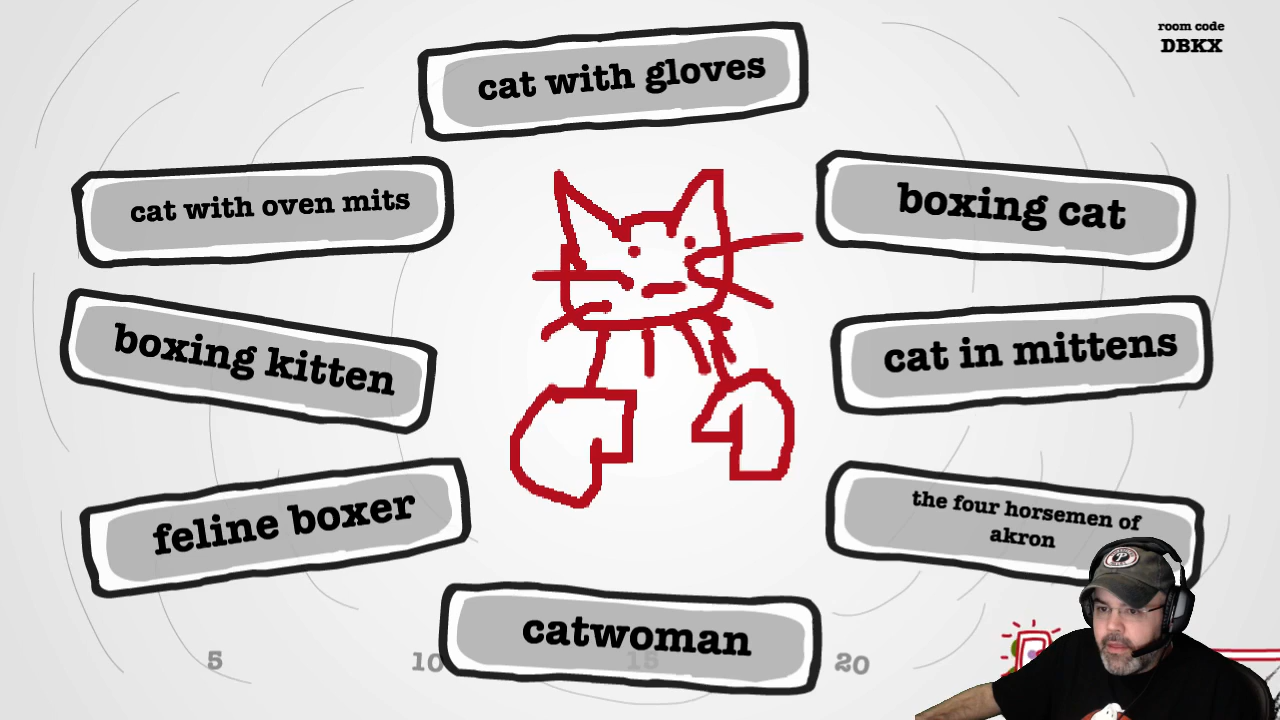 room code
DBKX
cat with gloves
cat with oven mits
boxing cat
boxing kitten
cat in mittens
feline boxer
the four horsemen of
akron
catwoman
5
10
15
20